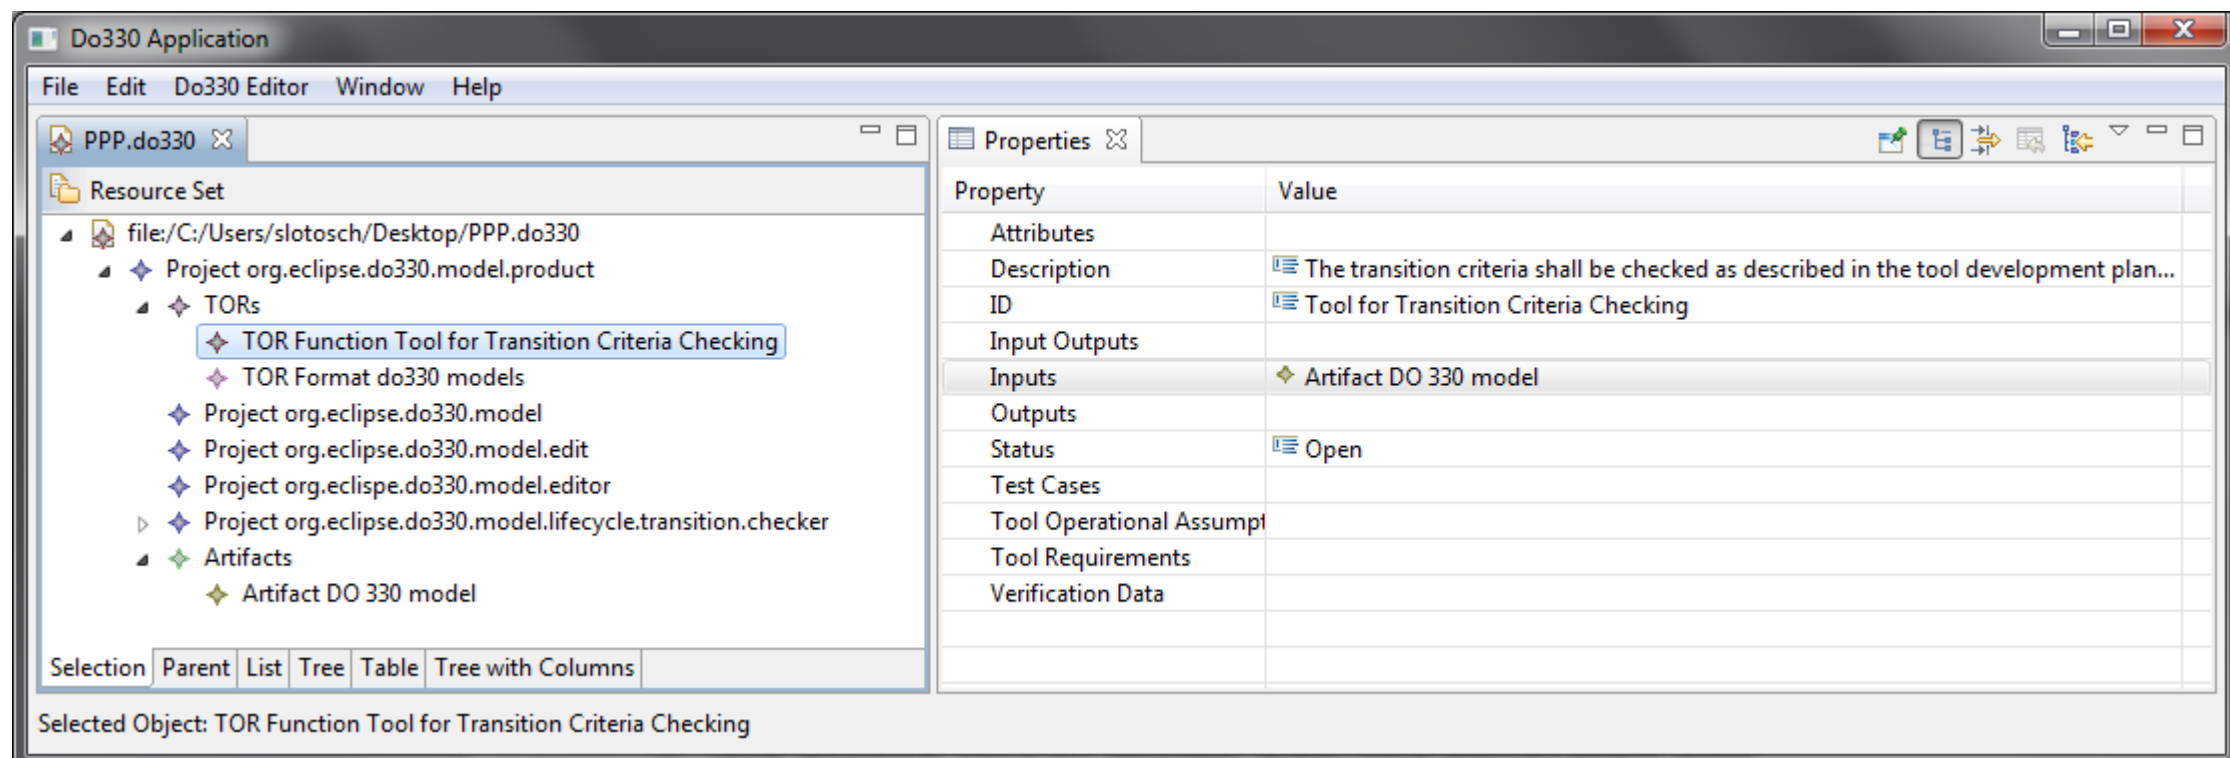 Do330 Application
File Edit Do330 Editor Window Help
PPP.do330
Resource Set
file:/C:/Users/slotosch/Desktop/PPP.do330
Project org.eclipse.do330.model.product
TORs
TOR Function Tool for Transition Criteria Checking
TOR Format do330 models
Project org.eclipse.do330.model
Project org.eclipse.do330.model.edit
Project org.eclispe.do330.model.editor
Project org.eclipse.do330.model.lifecycle.transition.checker
Artifacts
Artifact DO 330 model
Selection Parent List Tree Table Tree with Columns
Properties
Property Value
Attributes
Description The transition criteria shall be checked as described in the tool development plan...
ID Tool for Transition Criteria Checking
Input Outputs
Inputs Artifact DO 330 model
Outputs
Status Open
Test Cases
Tool Operational Assumpt
Tool Requirements
Verification Data
Selected Object: TOR Function Tool for Transition Criteria Checking